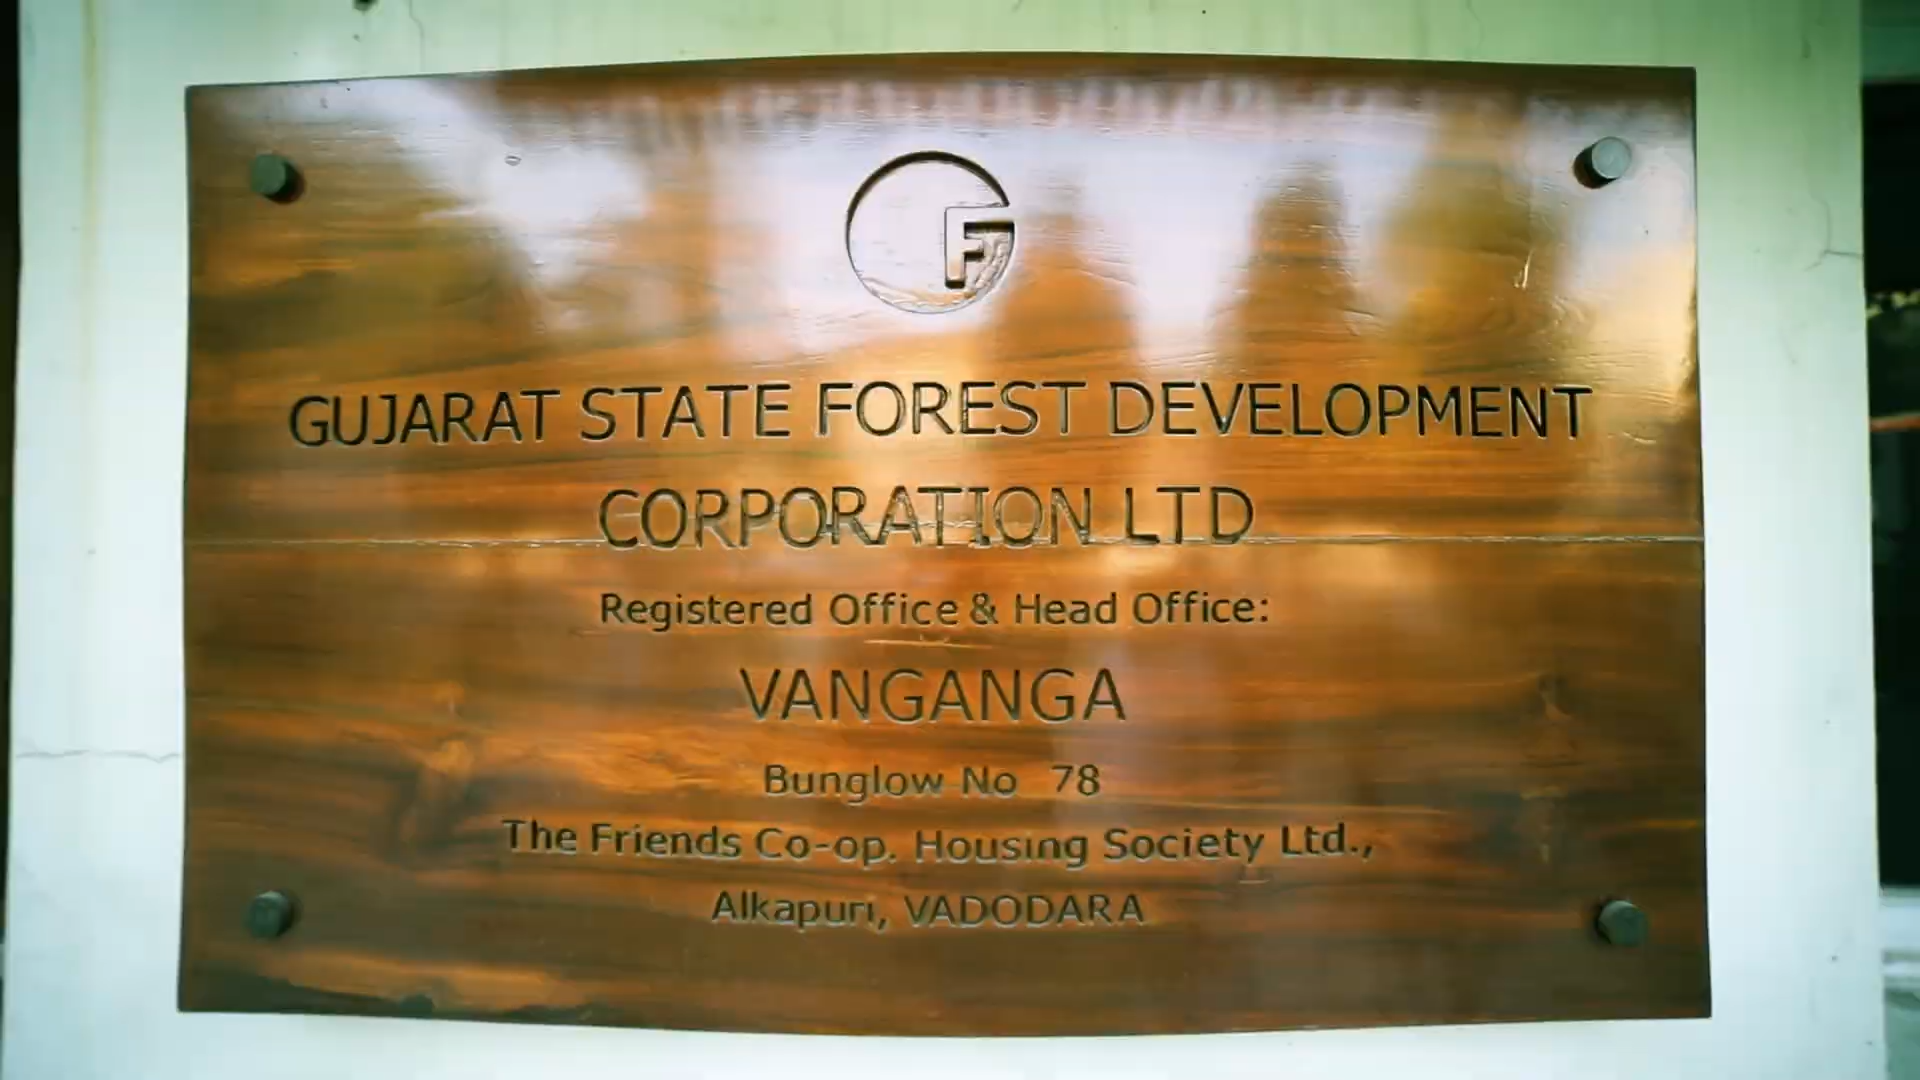 GF
GUJARAT STATE FOREST DEVELOPMENT
CORPORATION LTD
Registered Office & Head Office:
VANGANGA
Bunglow No 78
The Friends Co-op. Housing Society Ltd.,
Alkapuri, VADODARA